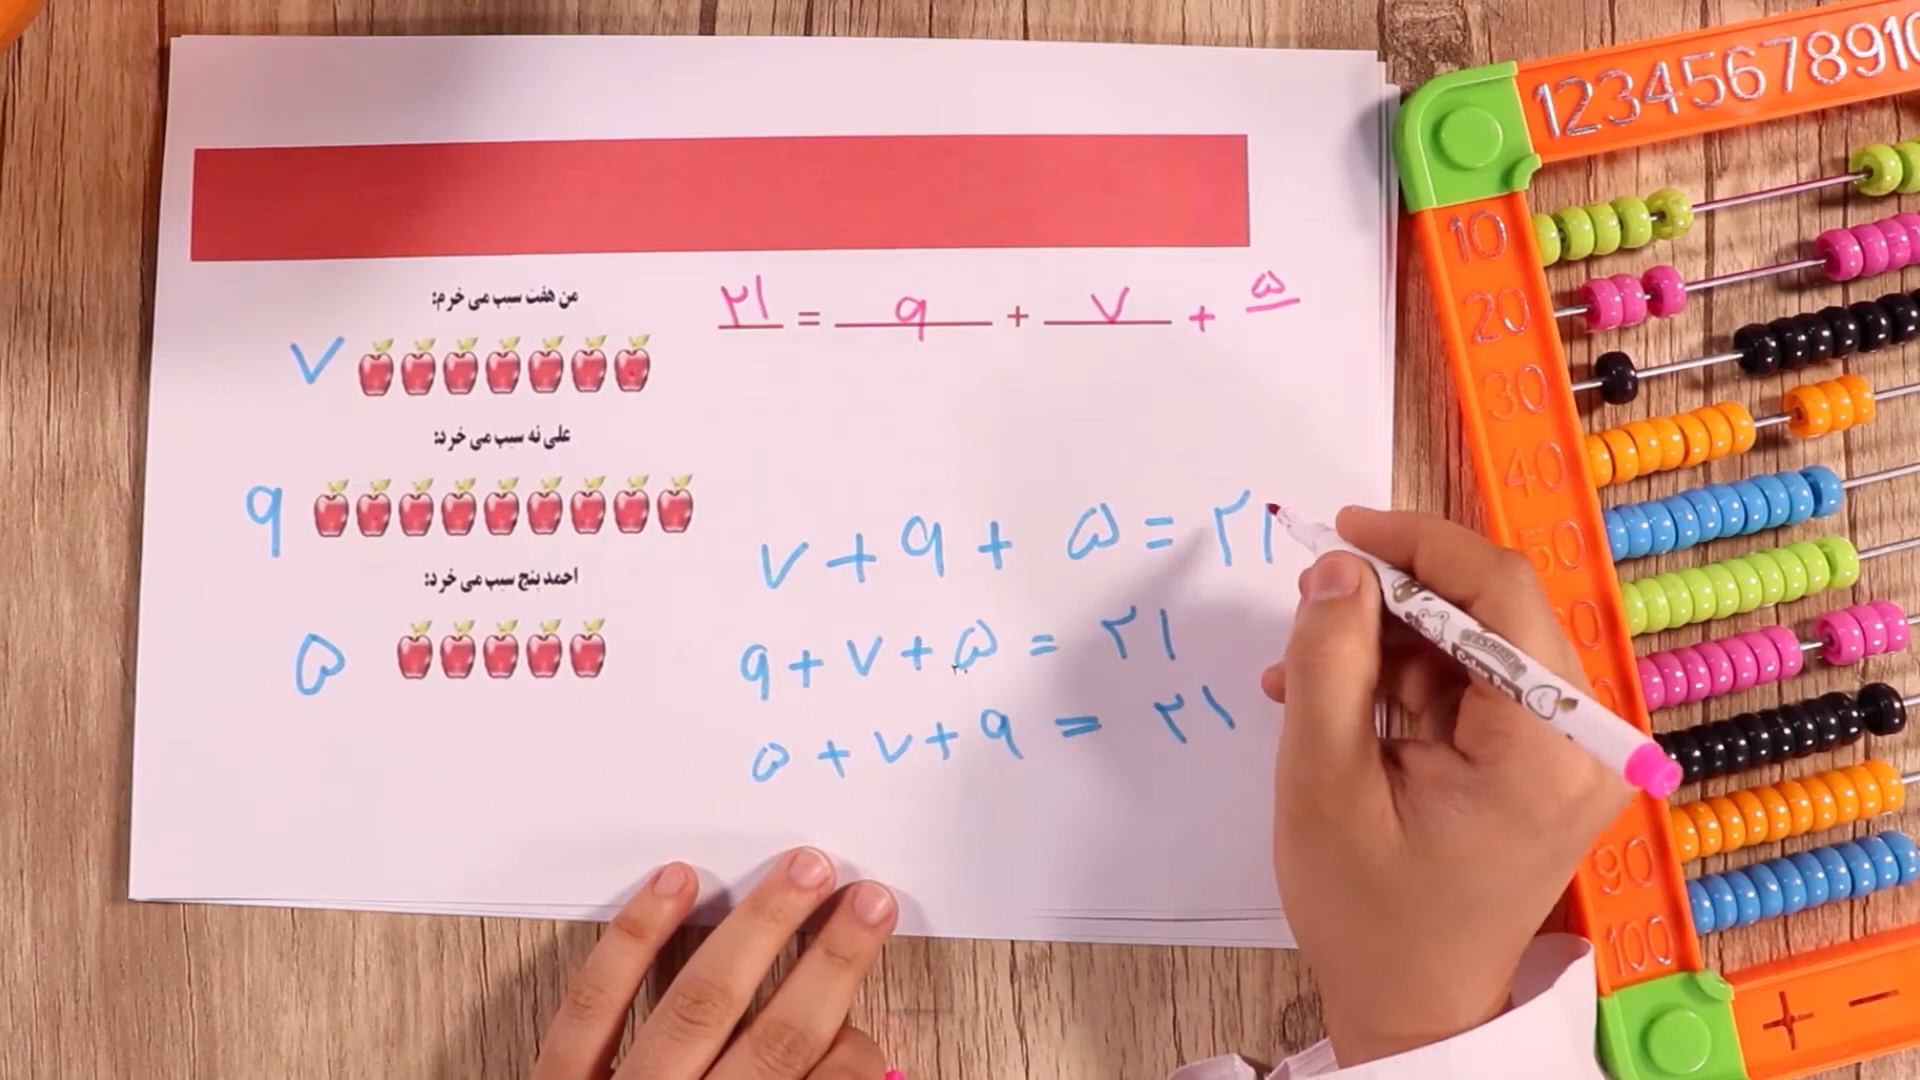 من هفت سیب می خرم:
۷
علی نه سیب می خرد:
۹
احمد پنج سیب می خرد:
۵
۲۱ = ۹ + ۷ + ۵
۷ + ۹ + ۵ = ۲۱
۹ + ۷ + ۵ = ۲۱
۵ + ۷ + ۹ = ۲۱
12345678910
10
20
30
40
50
60
90
100
+ −